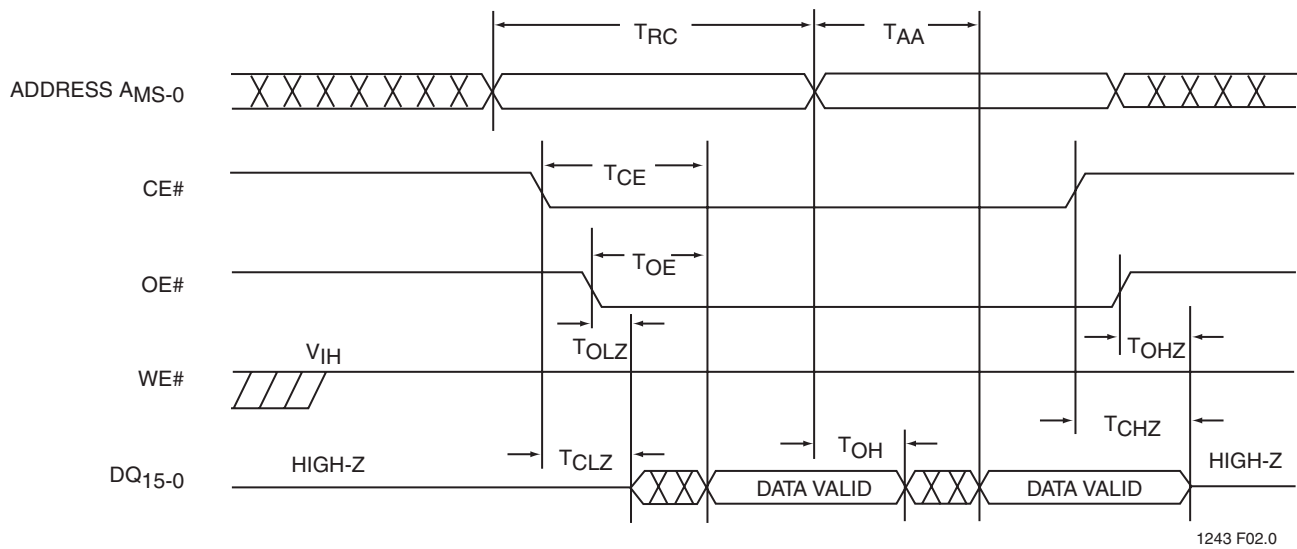 TRC TAA
ADDRESS AMS-0
TCE
CE#
TOE
OE#
TOLZ TOHZ
VIH
WE#
TCLZ TOH TCHZ
HIGH-Z HIGH-Z
DQ15-0 DATA VALID DATA VALID
1243 F02.0